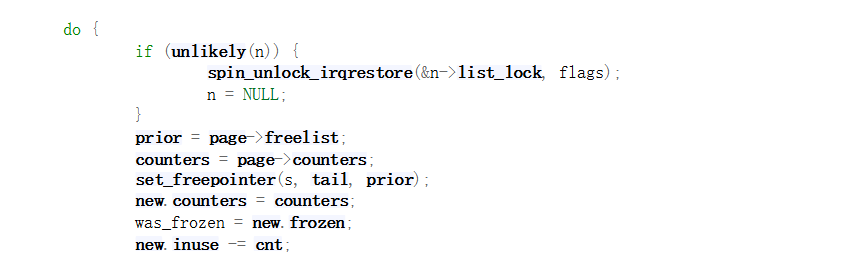 do {
if (unlikely(n)) {
spin_unlock_irqrestore(&n->list_lock, flags);
n = NULL;
}
prior = page->freelist;
counters = page->counters;
set_freepointer(s, tail, prior);
new.counters = counters;
was_frozen = new.frozen;
new.inuse -= cnt;